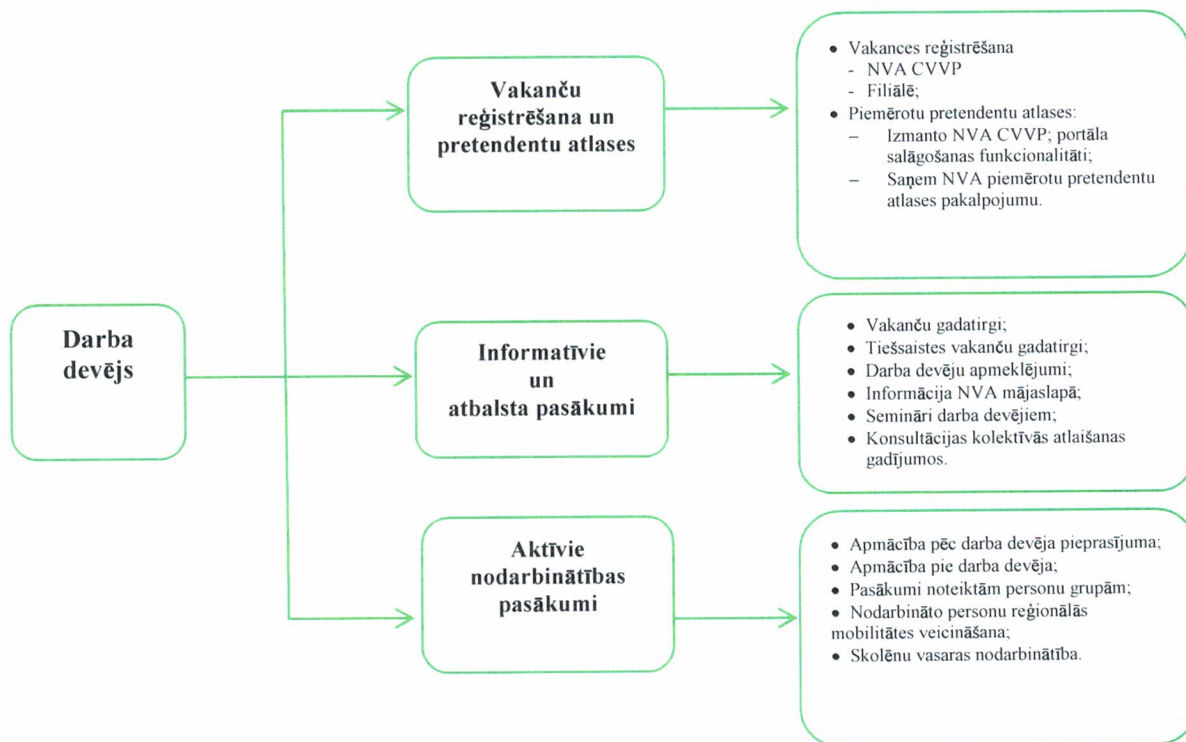 Darba
devējs
Vakanču
reģistrēšana un
pretendentu atlases
• Vakances reģistrēšana
- NVA CVVP
- Filiālē;
• Piemērotu pretendentu atlases:
– Izmanto NVA CVVP; portāla
salāgošanas funkcionalitāti;
– Saņem NVA piemērotu pretendentu
atlases pakalpojumu.
Informatīvie
un
atbalsta pasākumi
• Vakanču gadatirgi;
• Tiešsaistes vakanču gadatirgi;
• Darba devēju apmeklējumi;
• Informācija NVA mājaslapā;
• Semināri darba devējiem;
• Konsultācijas kolektīvās atlaišanas
gadījumos.
Aktīvie
nodarbinātības
pasākumi
• Apmācība pēc darba devēja pieprasījuma;
• Apmācība pie darba devēja;
• Pasākumi noteiktām personu grupām;
• Nodarbināto personu reģionālās
mobilitātes veicināšana;
• Skolēnu vasaras nodarbinātība.